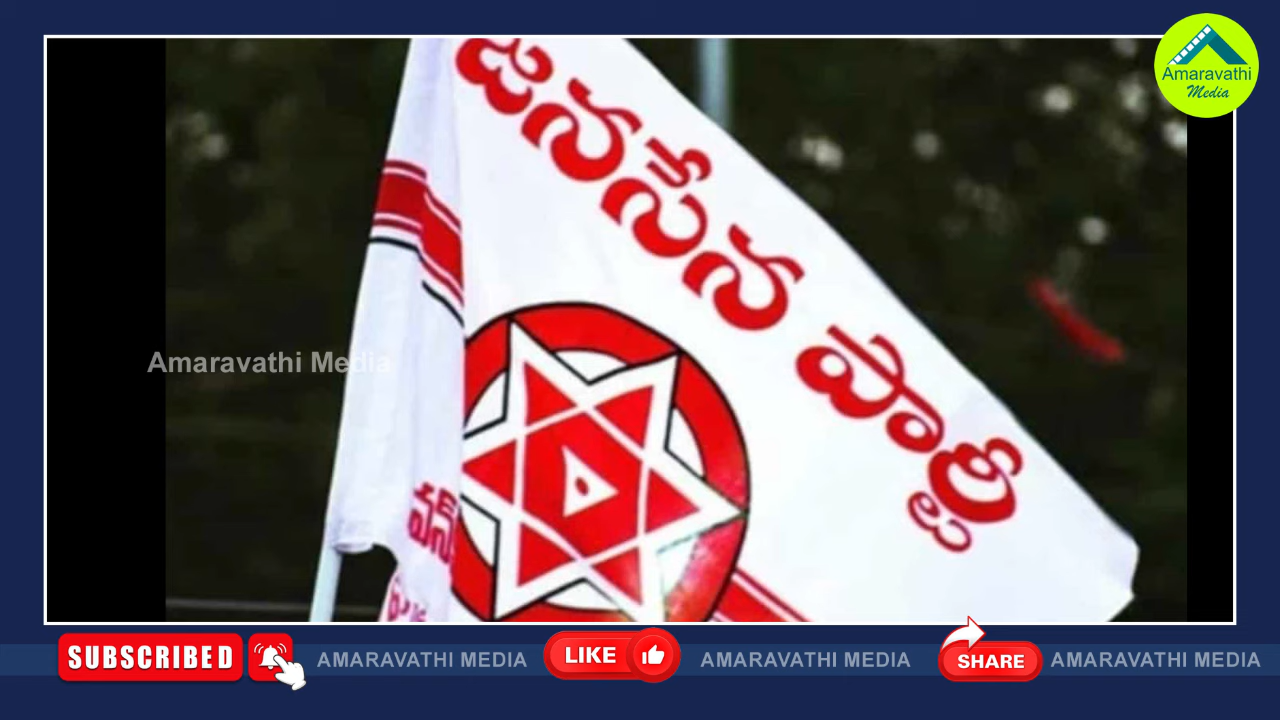 Amaravathi
Media
జనసేన పార్టీ
Amaravathi Media
SUBSCRIBED
AMARAVATHI MEDIA
LIKE
AMARAVATHI MEDIA
SHARE
AMARAVATHI MEDIA